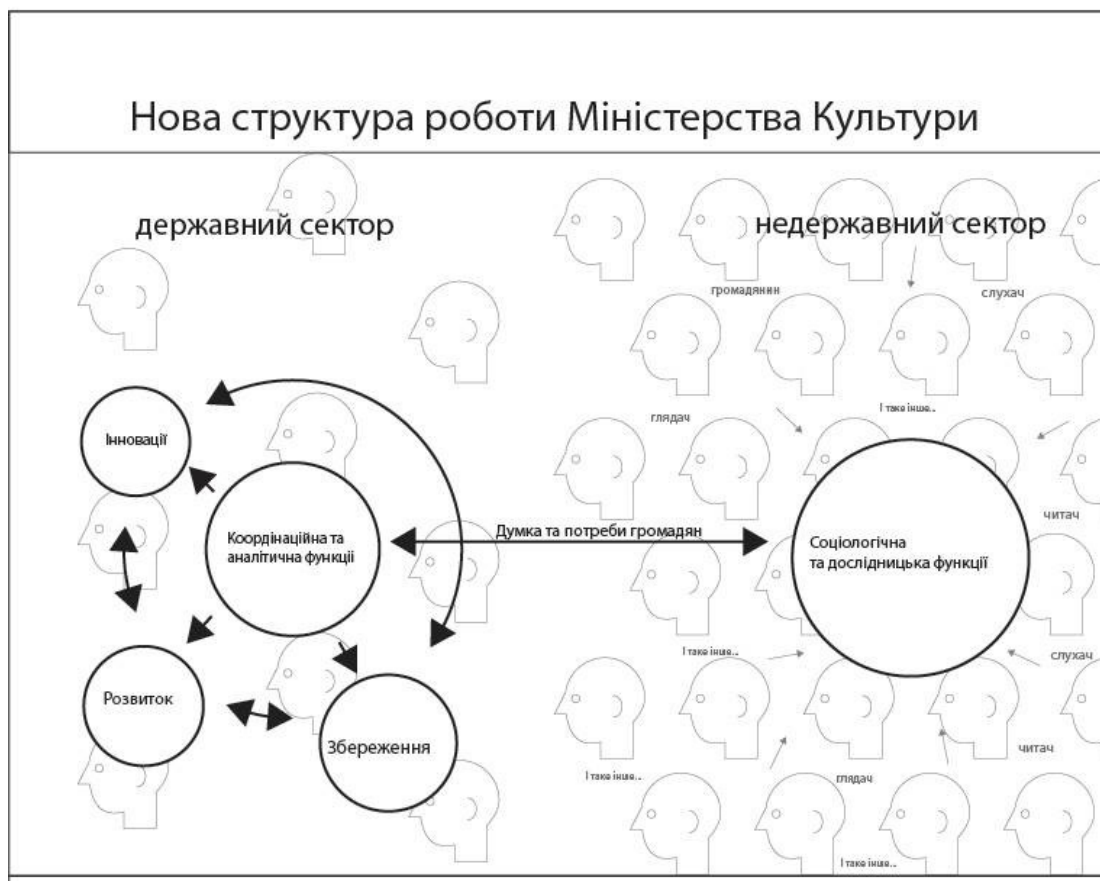 Нова структура роботи Міністерства Культури
державний сектор
недержавний сектор
громадянин
слухач
І таке інше...
глядач
Інновації
читач
Координаційна та
аналітична функції
Думка та потреби громадян
Соціологічна
та дослідницька функції
І таке інше...
слухач
Розвиток
Збереження
читач
І таке інше...
глядач
І таке інше...